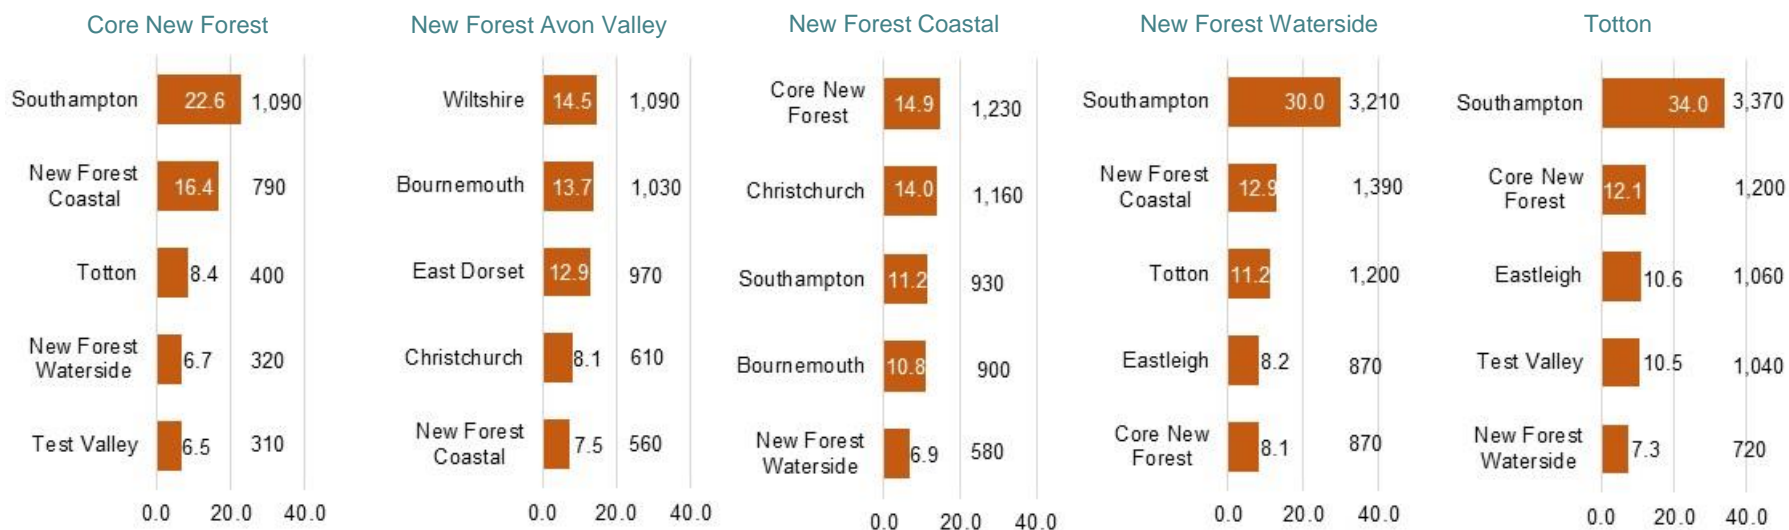 Core New Forest
Southampton
22.6
1,090
New Forest
Coastal
16.4
790
Totton
8.4
400
New Forest
Waterside
6.7
320
Test Valley
6.5
310
0.0 20.0 40.0
New Forest Avon Valley
Wiltshire
14.5
1,090
Bournemouth
13.7
1,030
East Dorset
12.9
970
Christchurch
8.1
610
New Forest
Coastal
7.5
560
0.0 20.0 40.0
New Forest Coastal
Core New
Forest
14.9
1,230
Christchurch
14.0
1,160
Southampton
11.2
930
Bournemouth
10.8
900
New Forest
Waterside
6.9
580
0.0 20.0 40.0
New Forest Waterside
Southampton
30.0
3,210
New Forest
Coastal
12.9
1,390
Totton
11.2
1,200
Eastleigh
8.2
870
Core New
Forest
8.1
870
0.0 20.0 40.0
Totton
Southampton
34.0
3,370
Core New
Forest
12.1
1,200
Eastleigh
10.6
1,060
Test Valley
10.5
1,040
New Forest
Waterside
7.3
720
0.0 20.0 40.0